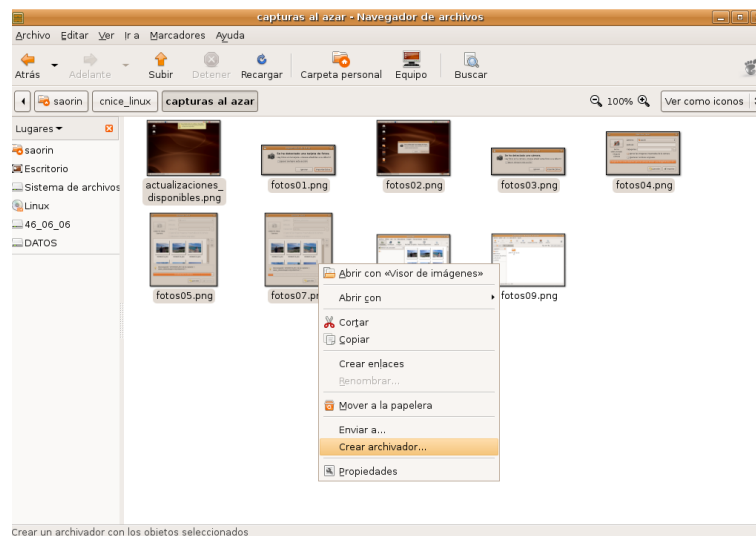 capturas al azar - Navegador de archivos
Archivo Editar Ver Ir a Marcadores Ayuda
Atrás Adelante Subir Detener Recargar Carpeta personal Equipo Buscar
saorin cnice_linux capturas al azar 100% Ver como iconos
Lugares
saorin
Escritorio
Sistema de archivos
Linux
46_06_06
DATOS
actualizaciones_
disponibles.png
fotos01.png
fotos02.png
fotos03.png
fotos04.png
fotos05.png
fotos07.pn
fotos09.png
Abrir con «Visor de imágenes»
Abrir con
Cortar
Copiar
Crear enlaces
Renombrar...
Mover a la papelera
Enviar a...
Crear archivador...
Propiedades
Crear un archivador con los objetos seleccionados